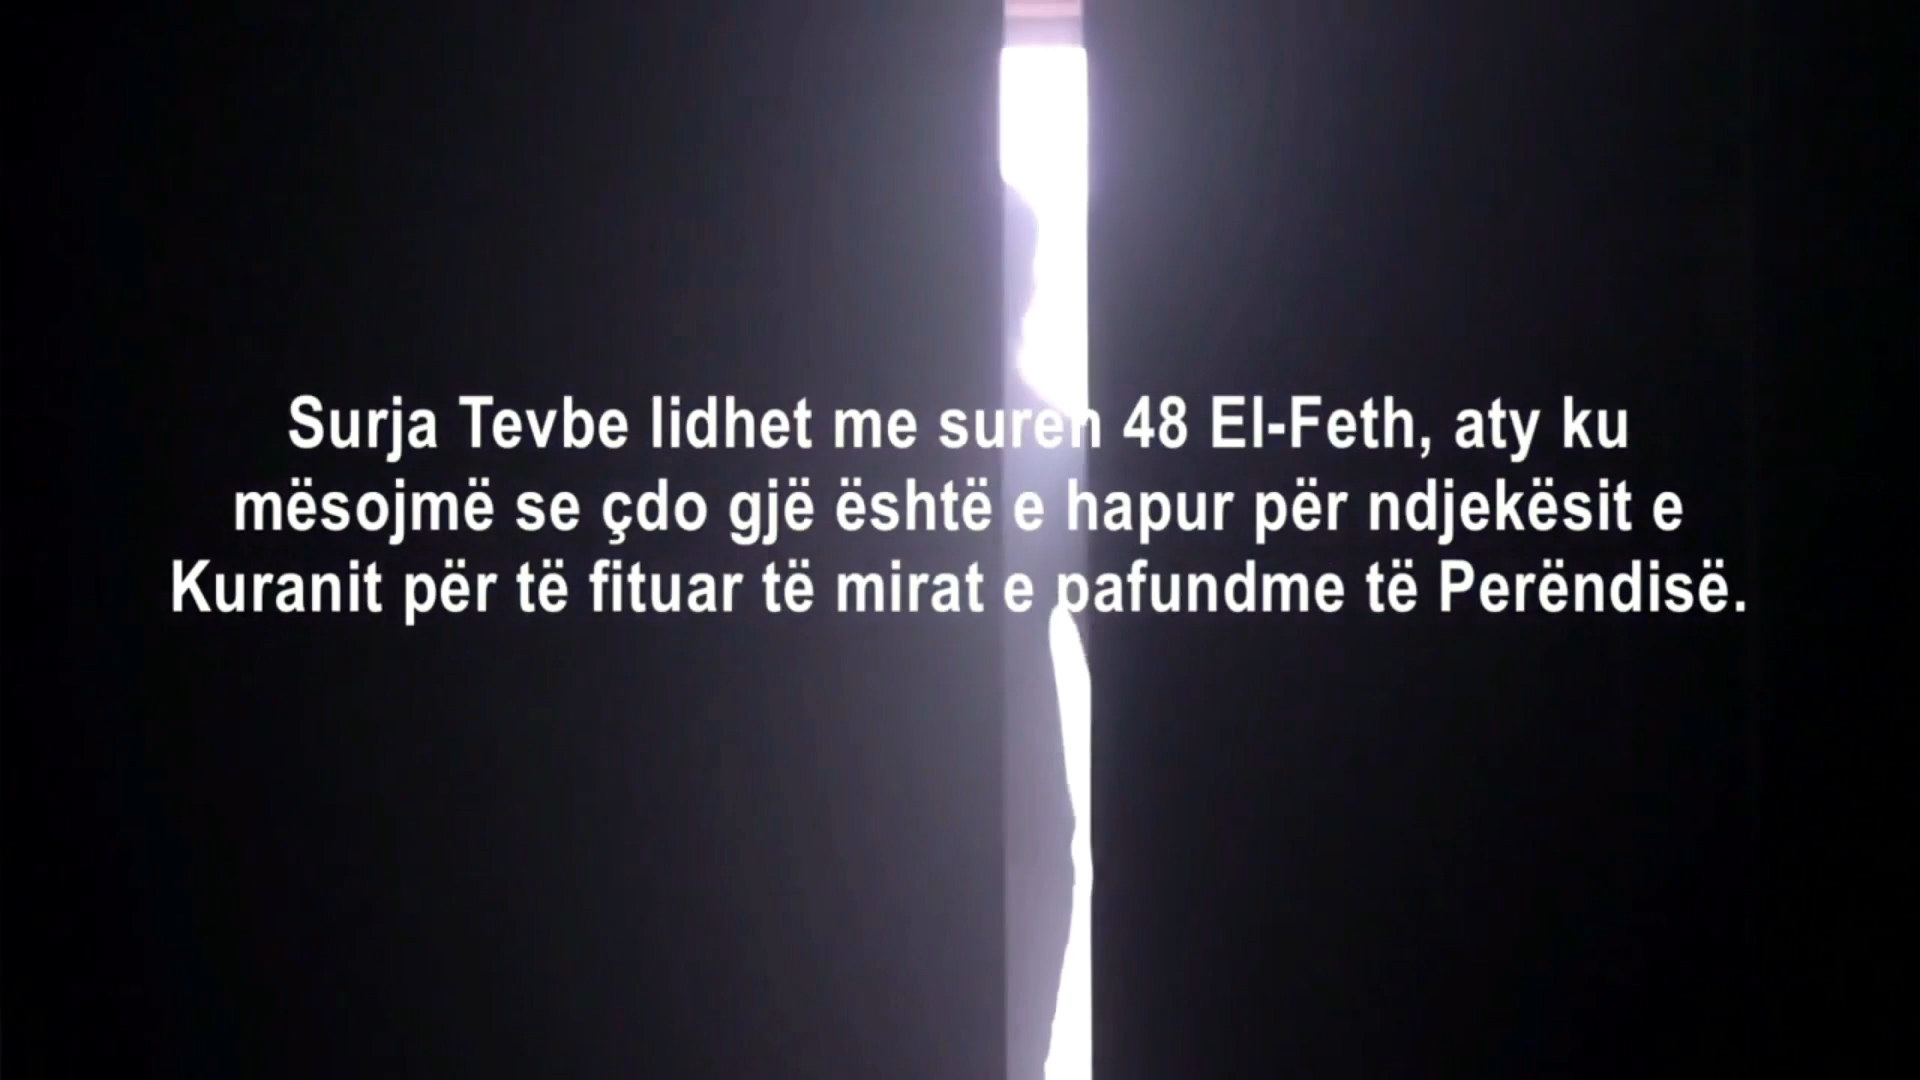 Surja Tevbe lidhet me suren 48 El-Feth, aty ku
mësojmë se çdo gjë është e hapur për ndjekësit e
Kuranit për të fituar të mirat e pafundme të Perëndisë.